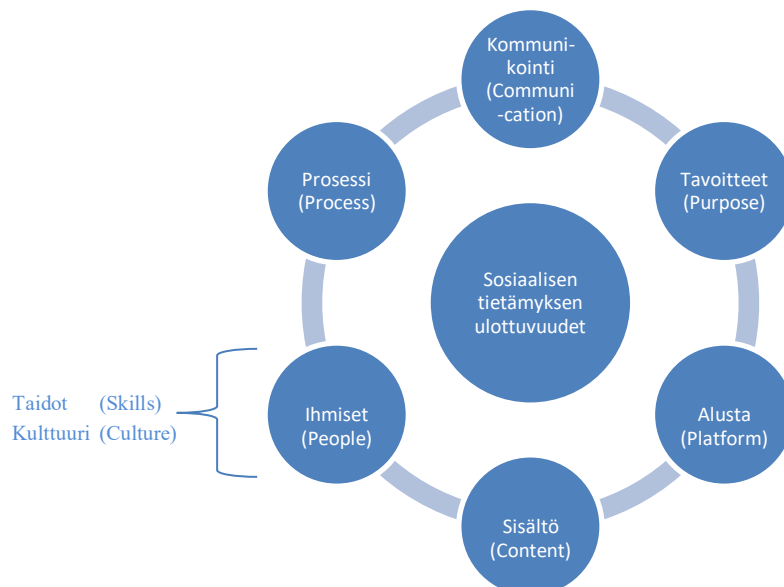 Kommuni-
kointi
(Communi
-cation)
Prosessi
(Process)
Tavoitteet
(Purpose)
Sosiaalisen
tietämyksen
ulottuvuudet
Taidot (Skills)
Kulttuuri (Culture)
Ihmiset
(People)
Alusta
(Platform)
Sisältö
(Content)